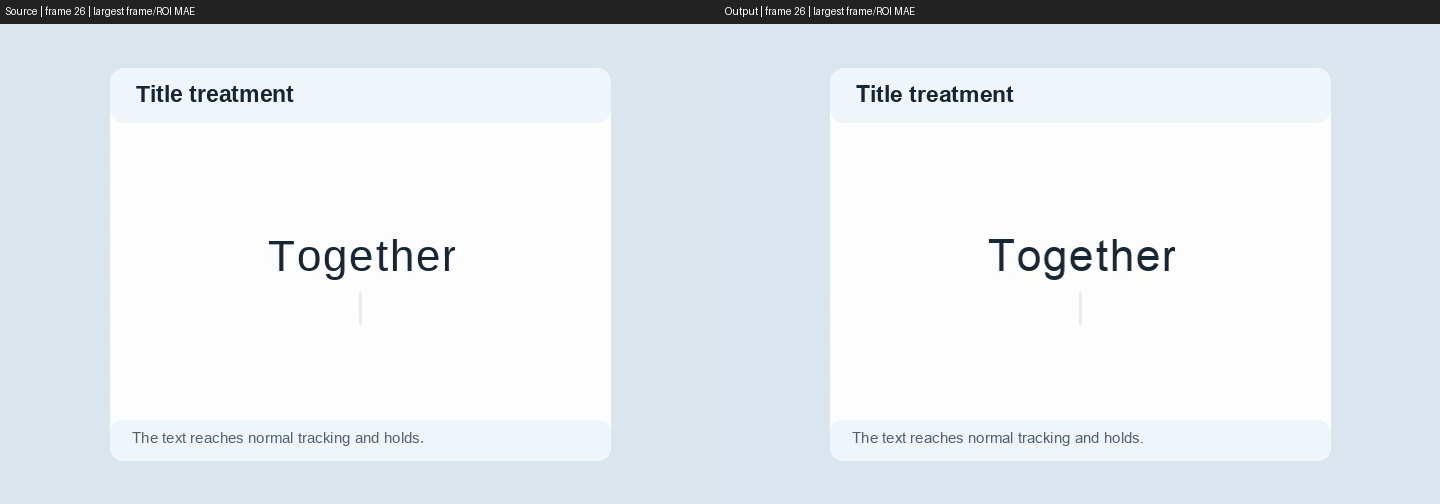 Source | frame 26 | largest frame/ROI MAE
Output | frame 26 | largest frame/ROI MAE
Title treatment
Title treatment
Together
Together
The text reaches normal tracking and holds.
The text reaches normal tracking and holds.